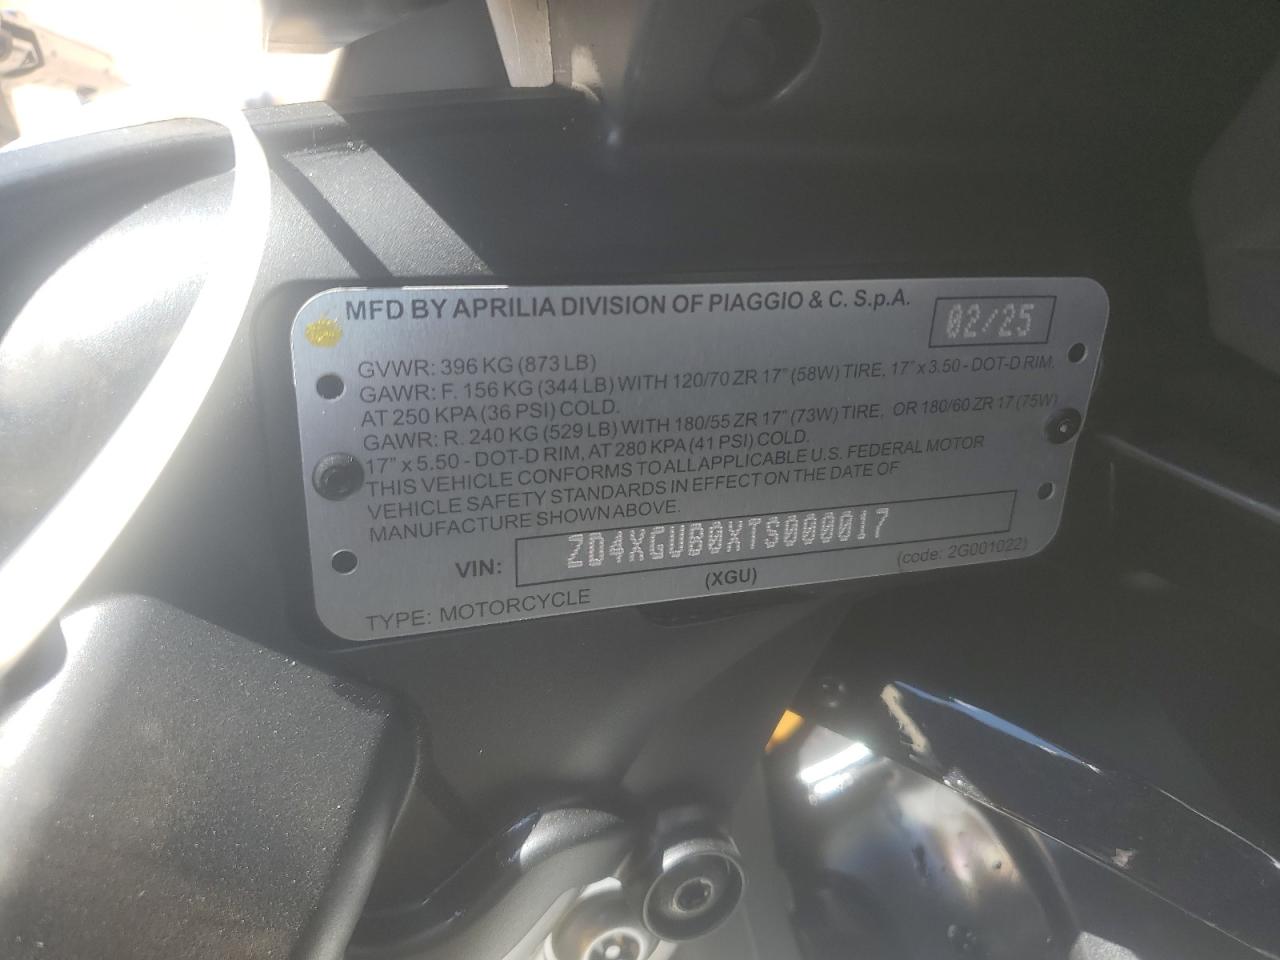 MFD BY APRILIA DIVISION OF PIAGGIO & C. S.p.A.
02/25
GVWR: 396 KG (873 LB)
GAWR: F. 156 KG (344 LB) WITH 120/70 ZR 17" (58W) TIRE, 17" x 3.50 - DOT-D RIM,
AT 250 KPA (36 PSI) COLD.
GAWR: R. 240 KG (529 LB) WITH 180/55 ZR 17" (73W) TIRE, OR 180/60 ZR 17 (75W)
17" x 5.50 - DOT-D RIM, AT 280 KPA (41 PSI) COLD.
THIS VEHICLE CONFORMS TO ALL APPLICABLE U.S. FEDERAL MOTOR
VEHICLE SAFETY STANDARDS IN EFFECT ON THE DATE OF
MANUFACTURE SHOWN ABOVE.
VIN: ZD4XGUB0XTS000017
TYPE: MOTORCYCLE (XGU) (code: 2G001022)